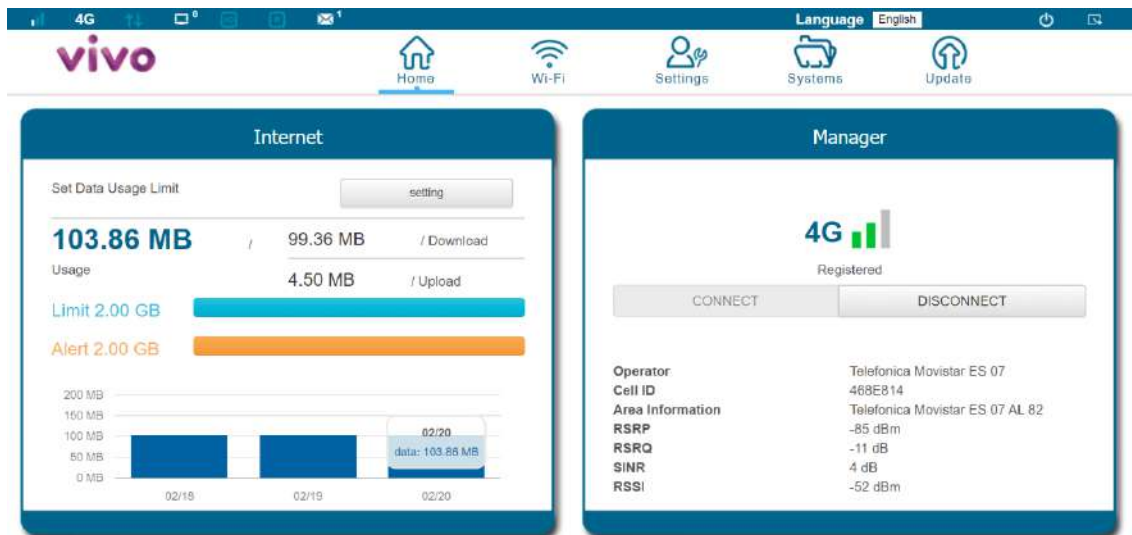 4G 0 1 Language English
vivo
Home Wi-Fi Settings Systems Update
Internet
Set Data Usage Limit setting
103.86 MB / 99.36 MB / Download
Usage
4.50 MB / Upload
Limit 2.00 GB
Alert 2.00 GB
200 MB
150 MB
100 MB
50 MB
0 MB
02/20
data: 103.86 MB
02/18 02/19 02/20
Manager
4G
Registered
CONNECT DISCONNECT
Operator Telefonica Movistar ES 07
Cell ID 468E814
Area Information Telefonica Movistar ES 07 AL 82
RSRP -85 dBm
RSRQ -11 dB
SINR 4 dB
RSSI -52 dBm